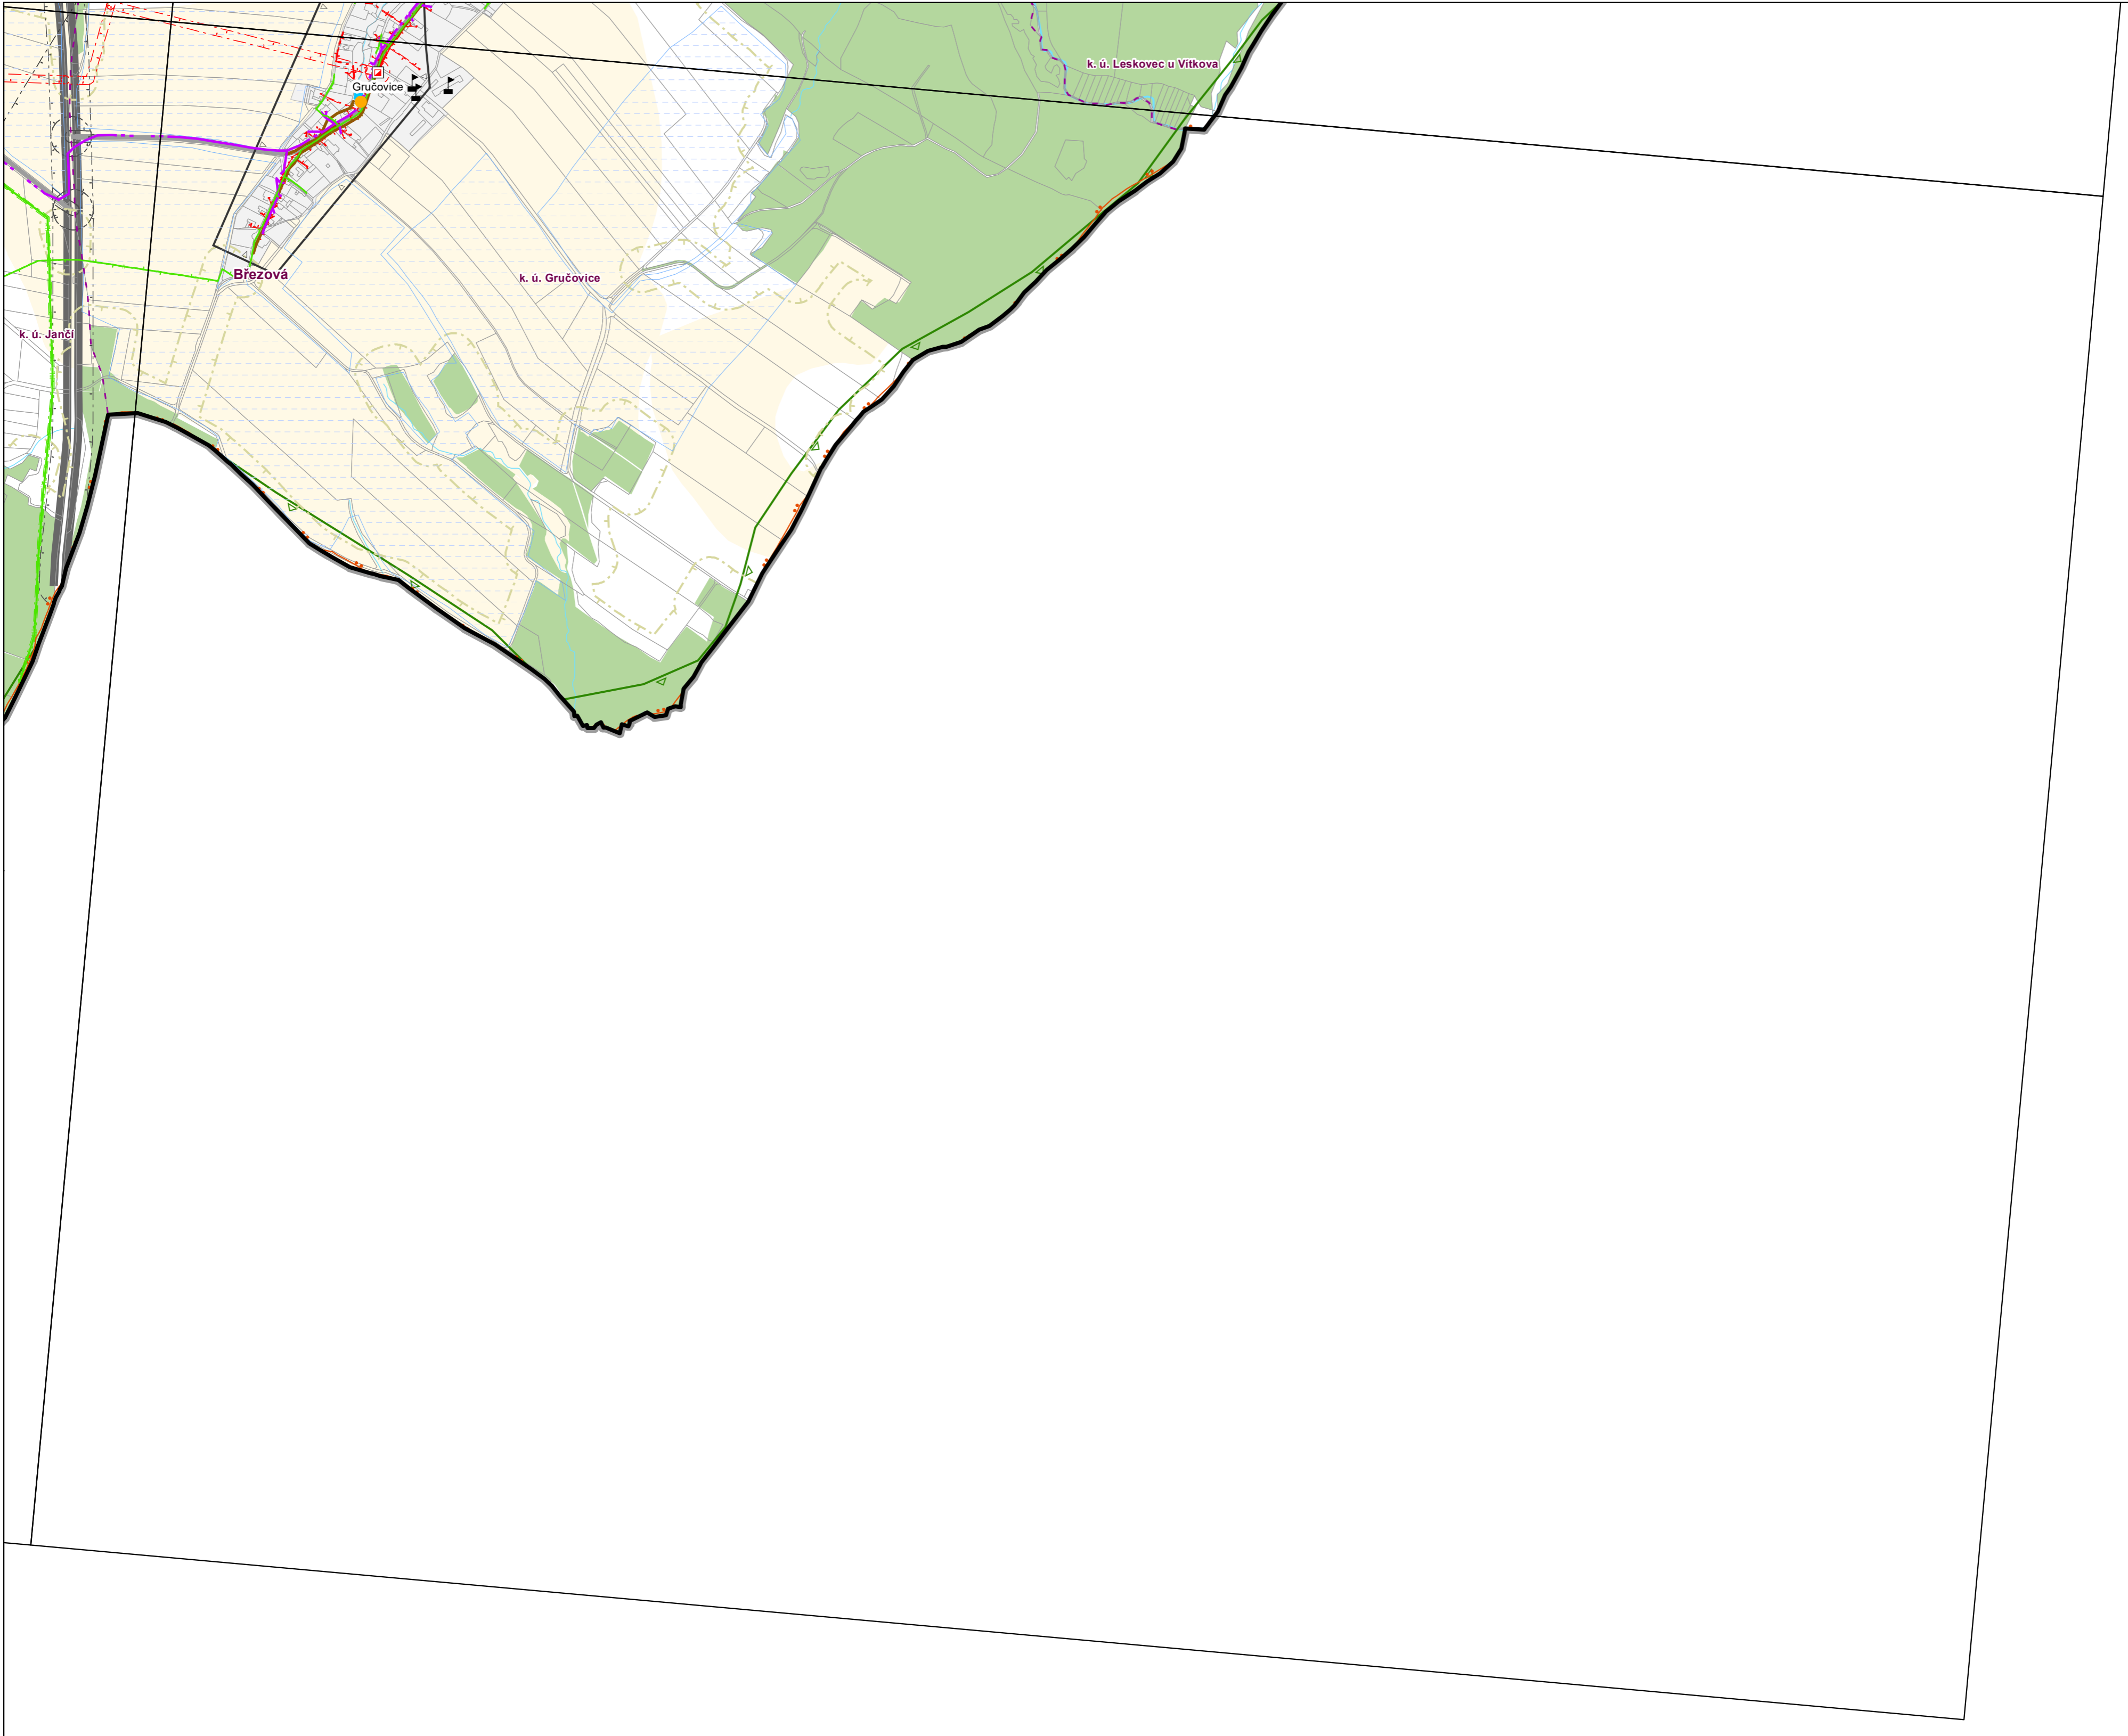 k. ú. Leskovec u Vítkova
Gručovice
Březová
k. ú. Gručovice
k. ú. Jančí